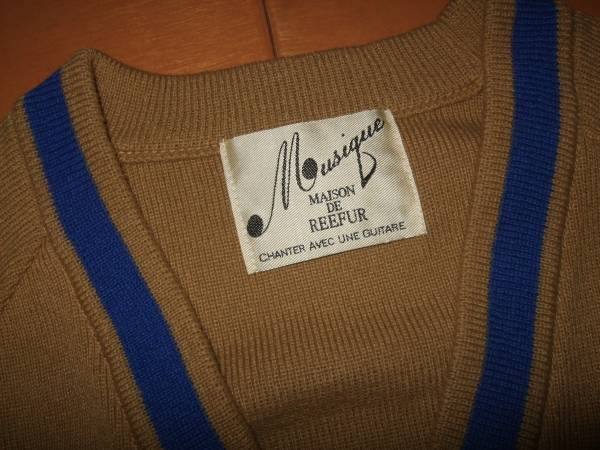 Musique
MAISON
DE
REEFUR
CHANTER AVEC UNE GUITARE